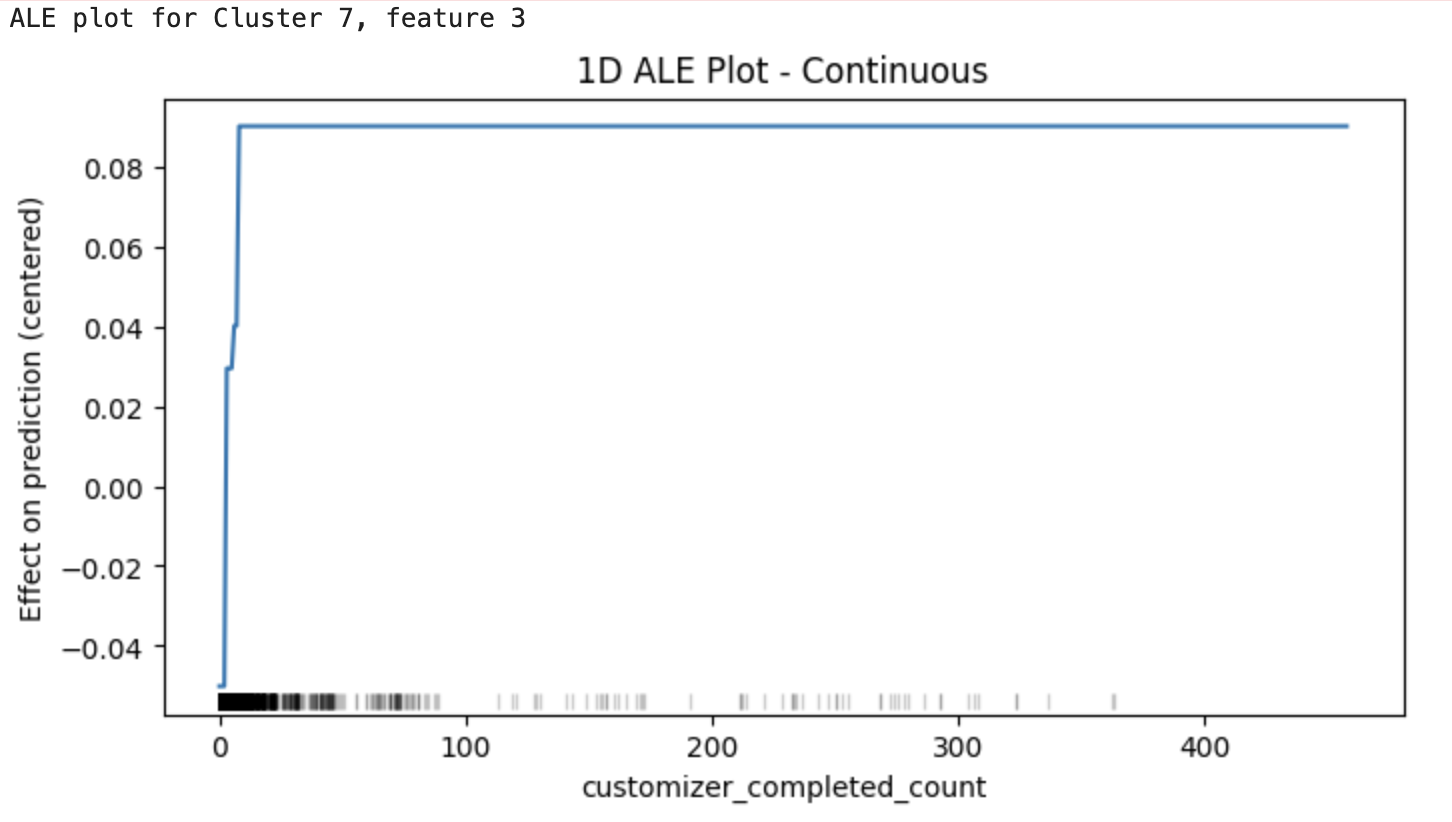 ALE plot for Cluster 7, feature 3
1D ALE Plot - Continuous
Effect on prediction (centered)
0.08
0.06
0.04
0.02
0.00
−0.02
−0.04
0 100 200 300 400
customizer_completed_count